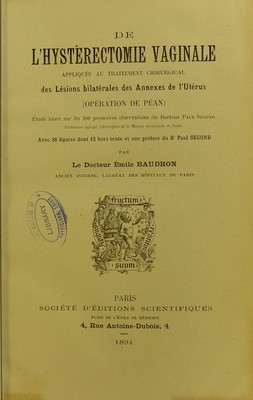 DE
L'HYSTÉRECTOMIE VAGINALE
APPLIQUÉE AU TRAITEMENT CHIRURGICAL
des Lésions bilatérales des Annexes de l'Utérus
(OPÉRATION DE PÉAN)
Étude basée sur les 200 premières observations du Docteur Paul Segond,
Professeur agrégé, Chirurgien de la Maison municipale de Santé
Avec 36 figures dont 12 hors texte et une préface du Dr Paul SEGOND
PAR
Le Docteur Émile BAUDRON
ANCIEN INTERNE, LAURÉAT DES HÔPITAUX DE PARIS
fructum
suum
PARIS
SOCIÉTÉ D'ÉDITIONS SCIENTIFIQUES
PLACE DE L'ÉCOLE DE MÉDECINE
4, Rue Antoine-Dubois, 4
1894